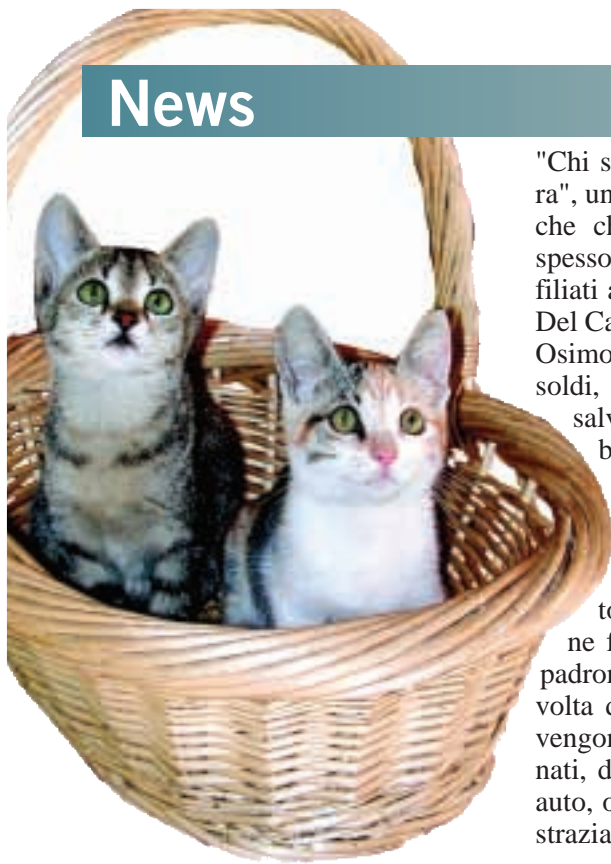 News
"Chi s
ra", un
che cl
spesso
filiati a
Del Ca
Osimo
soldi,
salv
b
to
ne f
padron
volta c
vengon
nati, d
auto, o
strazia